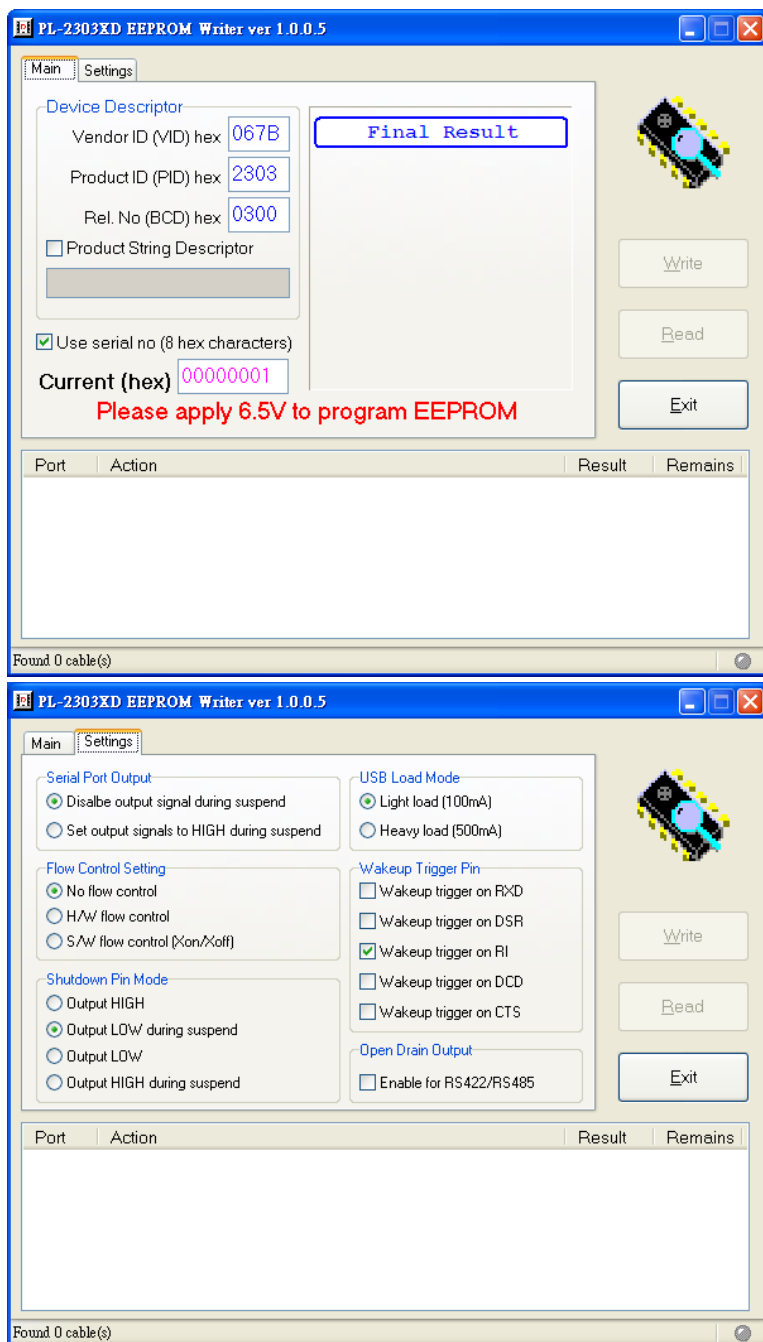 PL-2303XD EEPROM Writer ver 1.0.0.5
Main Settings
Device Descriptor
Vendor ID (VID) hex 067B
Product ID (PID) hex 2303
Rel. No (BCD) hex 0300
Product String Descriptor
Final Result
Use serial no (8 hex characters)
Current (hex) 00000001
Please apply 6.5V to program EEPROM
Write
Read
Exit
Port Action Result Remains
Found 0 cable(s)
PL-2303XD EEPROM Writer ver 1.0.0.5
Main Settings
Serial Port Output
Disalbe output signal during suspend
Set output signals to HIGH during suspend
Flow Control Setting
No flow control
H/W flow control
S/W flow control (Xon/Xoff)
Shutdown Pin Mode
Output HIGH
Output LOW during suspend
Output LOW
Output HIGH during suspend
USB Load Mode
Light load (100mA)
Heavy load (500mA)
Wakeup Trigger Pin
Wakeup trigger on RXD
Wakeup trigger on DSR
Wakeup trigger on RI
Wakeup trigger on DCD
Wakeup trigger on CTS
Open Drain Output
Enable for RS422/RS485
Write
Read
Exit
Port Action Result Remains
Found 0 cable(s)